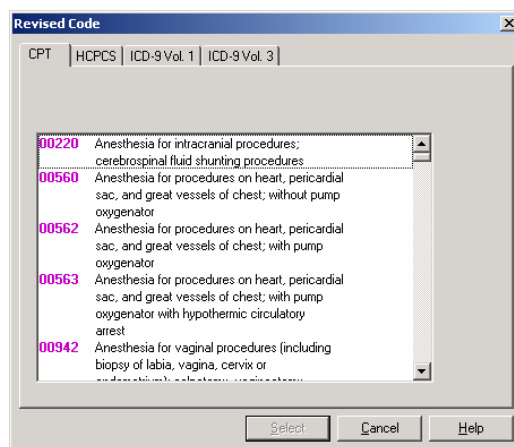 Revised Code
CPT HCPCS ICD-9 Vol. 1 ICD-9 Vol. 3
00220 Anesthesia for intracranial procedures;
cerebrospinal fluid shunting procedures
00560 Anesthesia for procedures on heart, pericardial
sac, and great vessels of chest; without pump
oxygenator
00562 Anesthesia for procedures on heart, pericardial
sac, and great vessels of chest; with pump
oxygenator
00563 Anesthesia for procedures on heart, pericardial
sac, and great vessels of chest; with pump
oxygenator with hypothermic circulatory
arrest
00942 Anesthesia for vaginal procedures (including
biopsy of labia, vagina, cervix or
Select Cancel Help